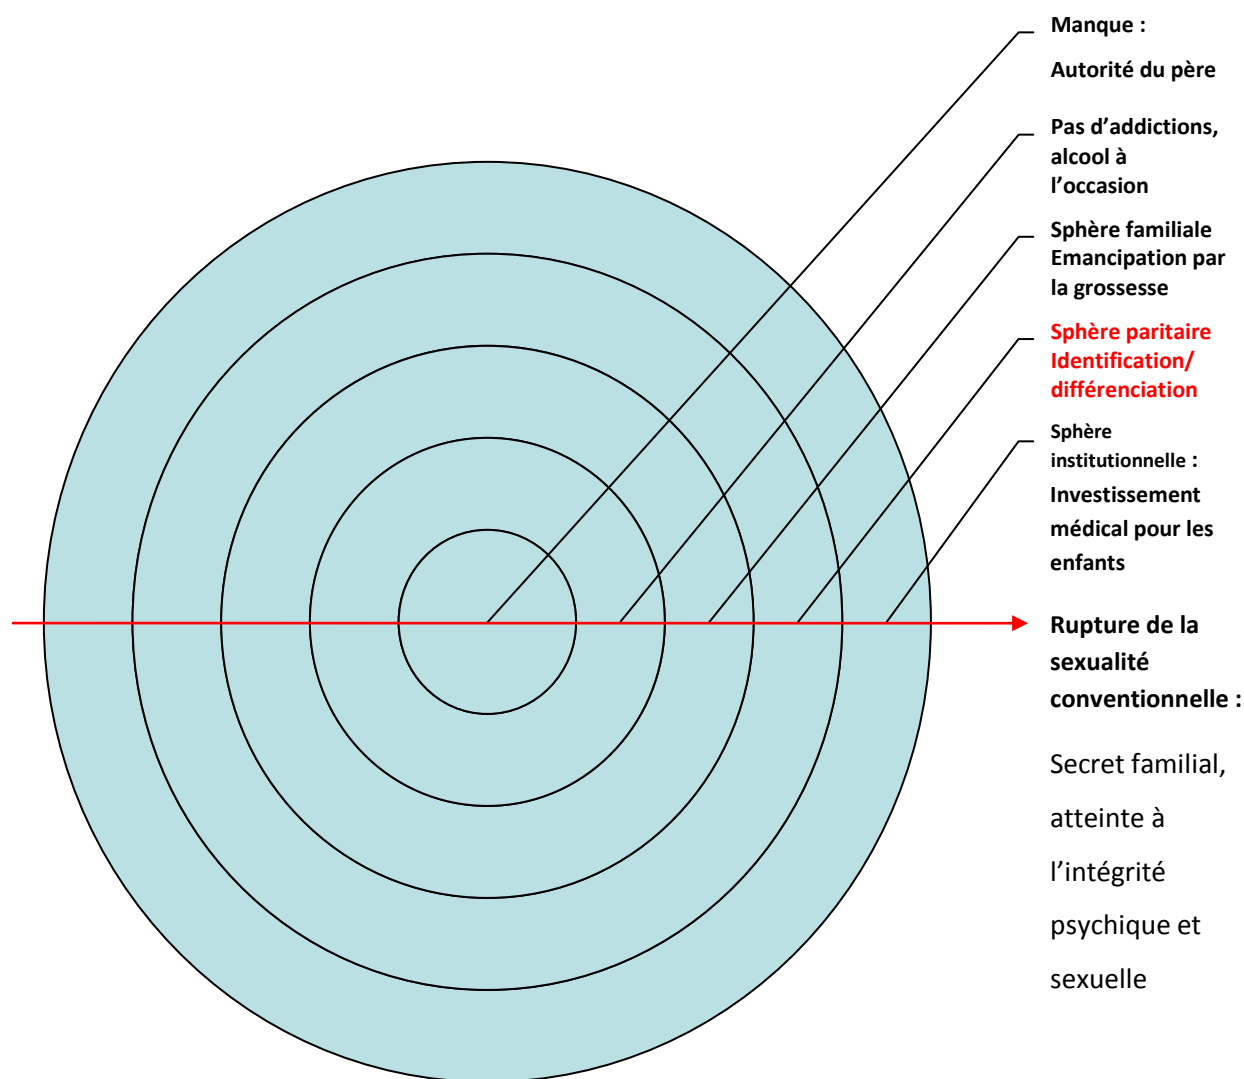 Manque :
Autorité du père
Pas d’addictions,
alcool à
l’occasion
Sphère familiale
Emancipation par
la grossesse
Sphère paritaire
Identification/
différenciation
Sphère
institutionnelle :
Investissement
médical pour les
enfants
Rupture de la
sexualité
conventionnelle :
Secret familial,
atteinte à
l’intégrité
psychique et
sexuelle